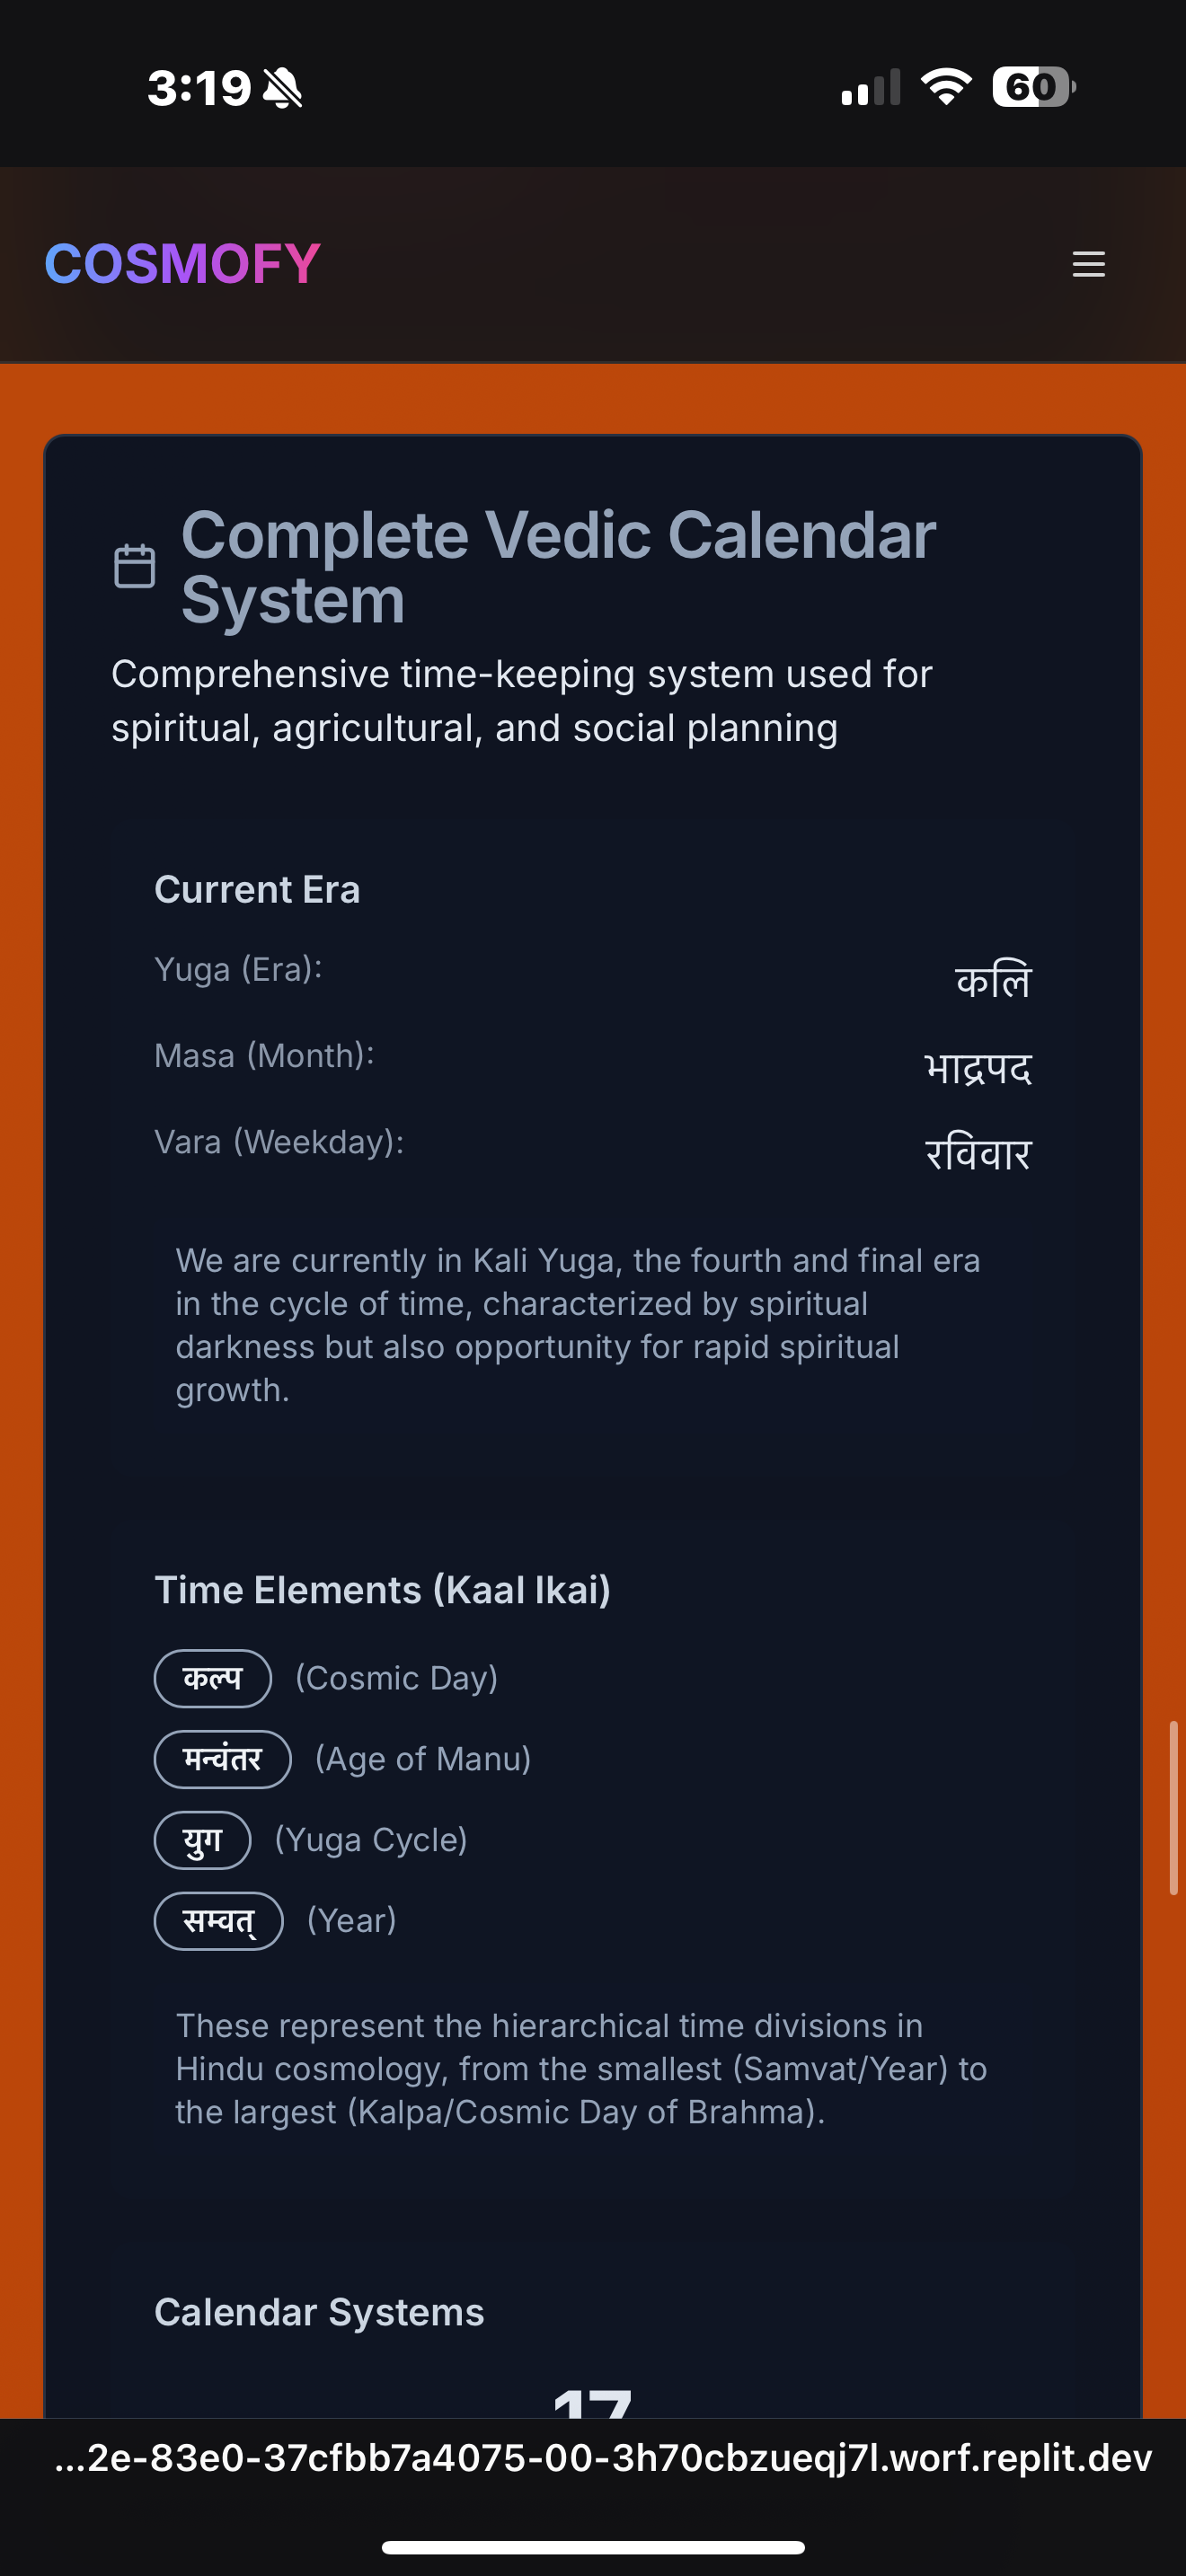 3:19
60
COSMOFY
Complete Vedic Calendar
System
Comprehensive time-keeping system used for
spiritual, agricultural, and social planning
Current Era
Yuga (Era): कलि
Masa (Month): भाद्रपद
Vara (Weekday): रविवार
We are currently in Kali Yuga, the fourth and final era
in the cycle of time, characterized by spiritual
darkness but also opportunity for rapid spiritual
growth.
Time Elements (Kaal Ikai)
कल्प (Cosmic Day)
मन्वंतर (Age of Manu)
युग (Yuga Cycle)
सम्वत् (Year)
These represent the hierarchical time divisions in
Hindu cosmology, from the smallest (Samvat/Year) to
the largest (Kalpa/Cosmic Day of Brahma).
Calendar Systems
17
...2e-83e0-37cfbb7a4075-00-3h70cbzueqj7l.worf.replit.dev